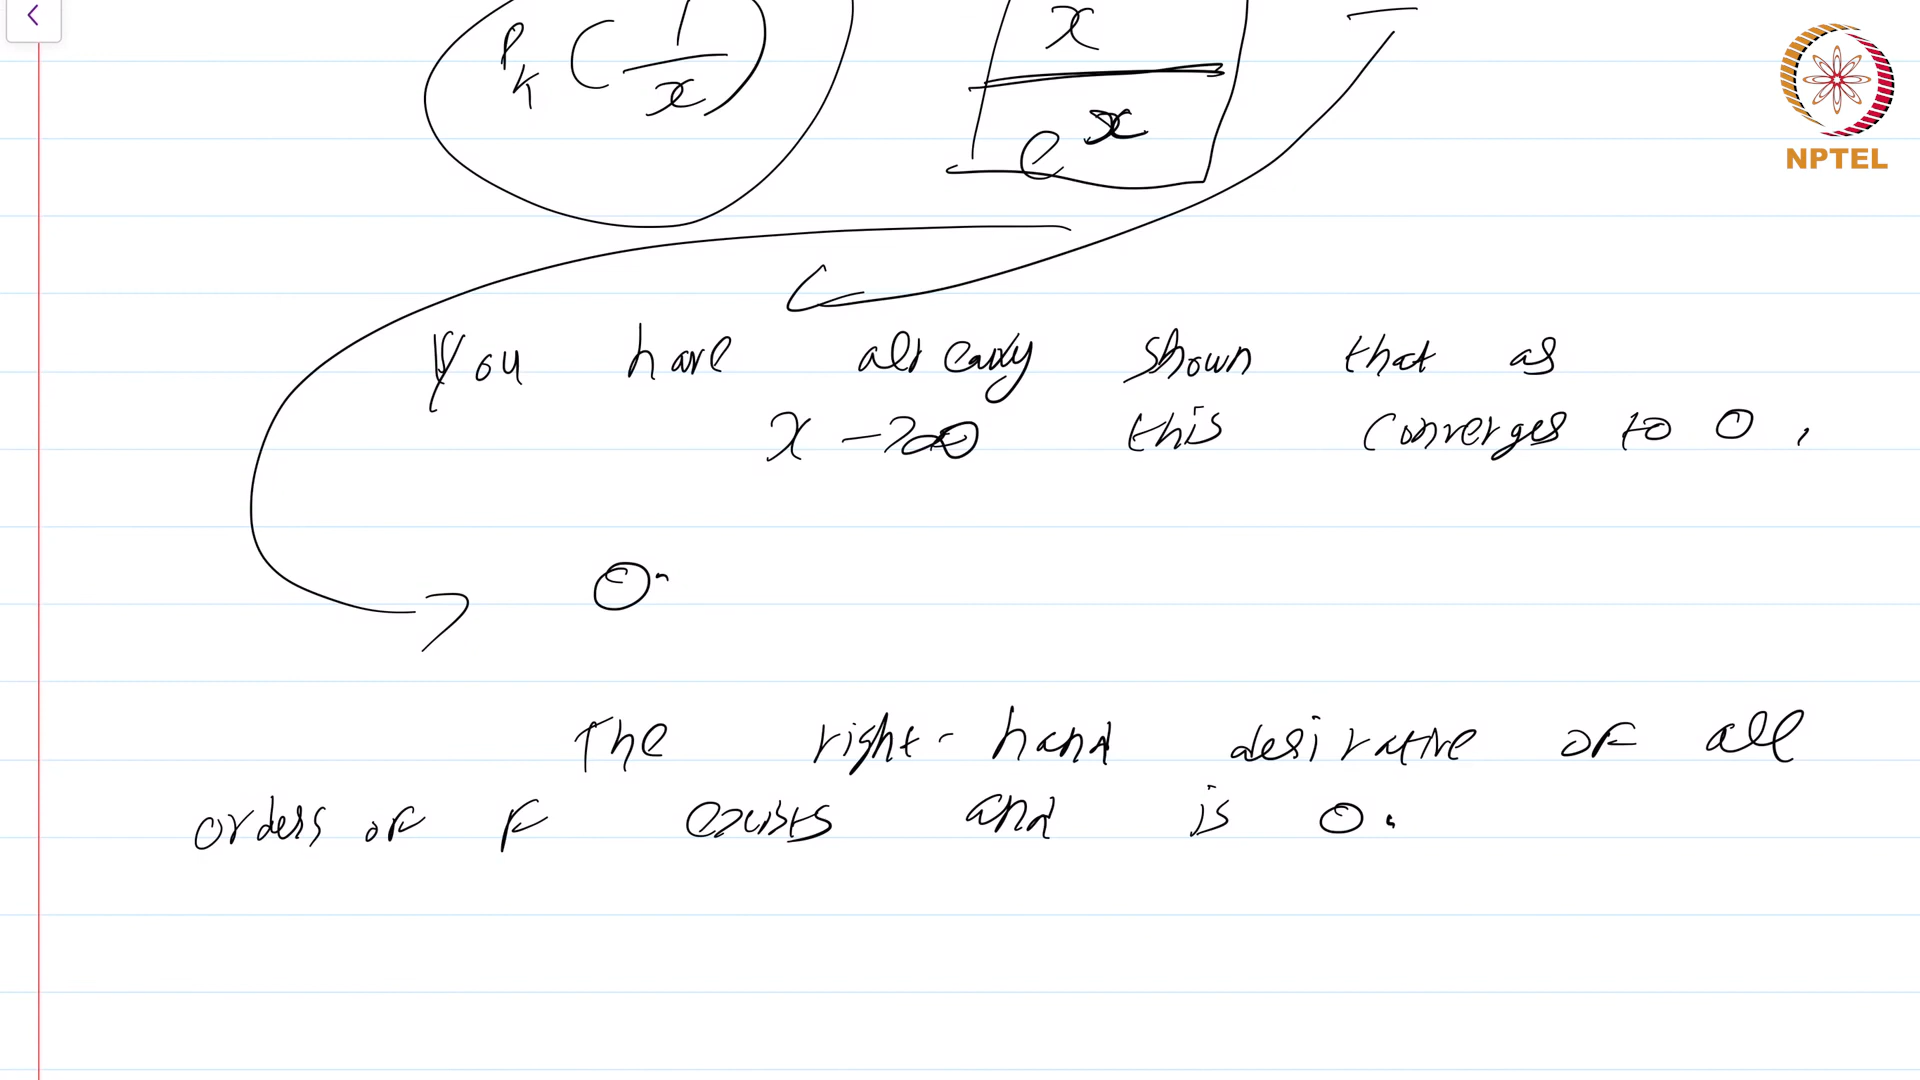 P_K (1/x) x/e^x
NPTEL
You have already shown that as
x → ∞ this converges to 0.
0.
The right-hand derivative of all
orders of F exists and is 0.